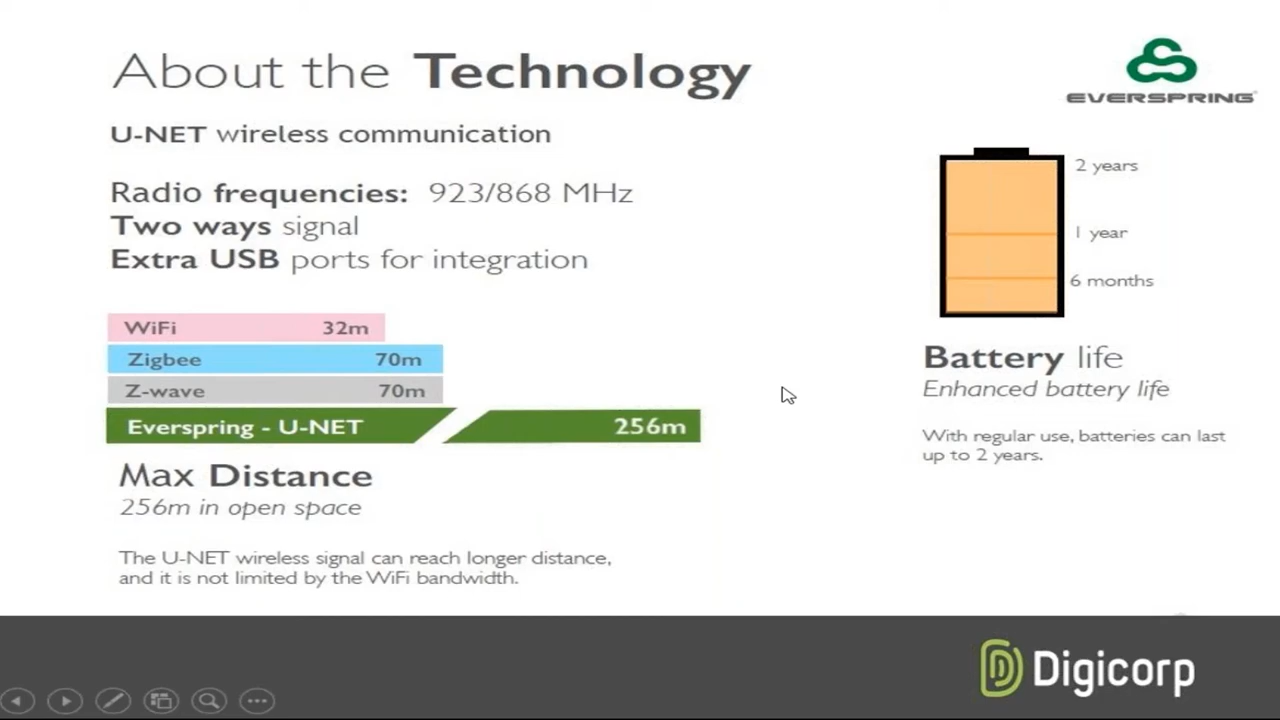 About the Technology
EVERSPRING
U-NET wireless communication
Radio frequencies: 923/868 MHz
Two ways signal
Extra USB ports for integration
WiFi 32m
Zigbee 70m
Z-wave 70m
Everspring - U-NET 256m
Max Distance
256m in open space
The U-NET wireless signal can reach longer distance,
and it is not limited by the WiFi bandwidth.
2 years
1 year
6 months
Battery life
Enhanced battery life
With regular use, batteries can last
up to 2 years.
Digicorp